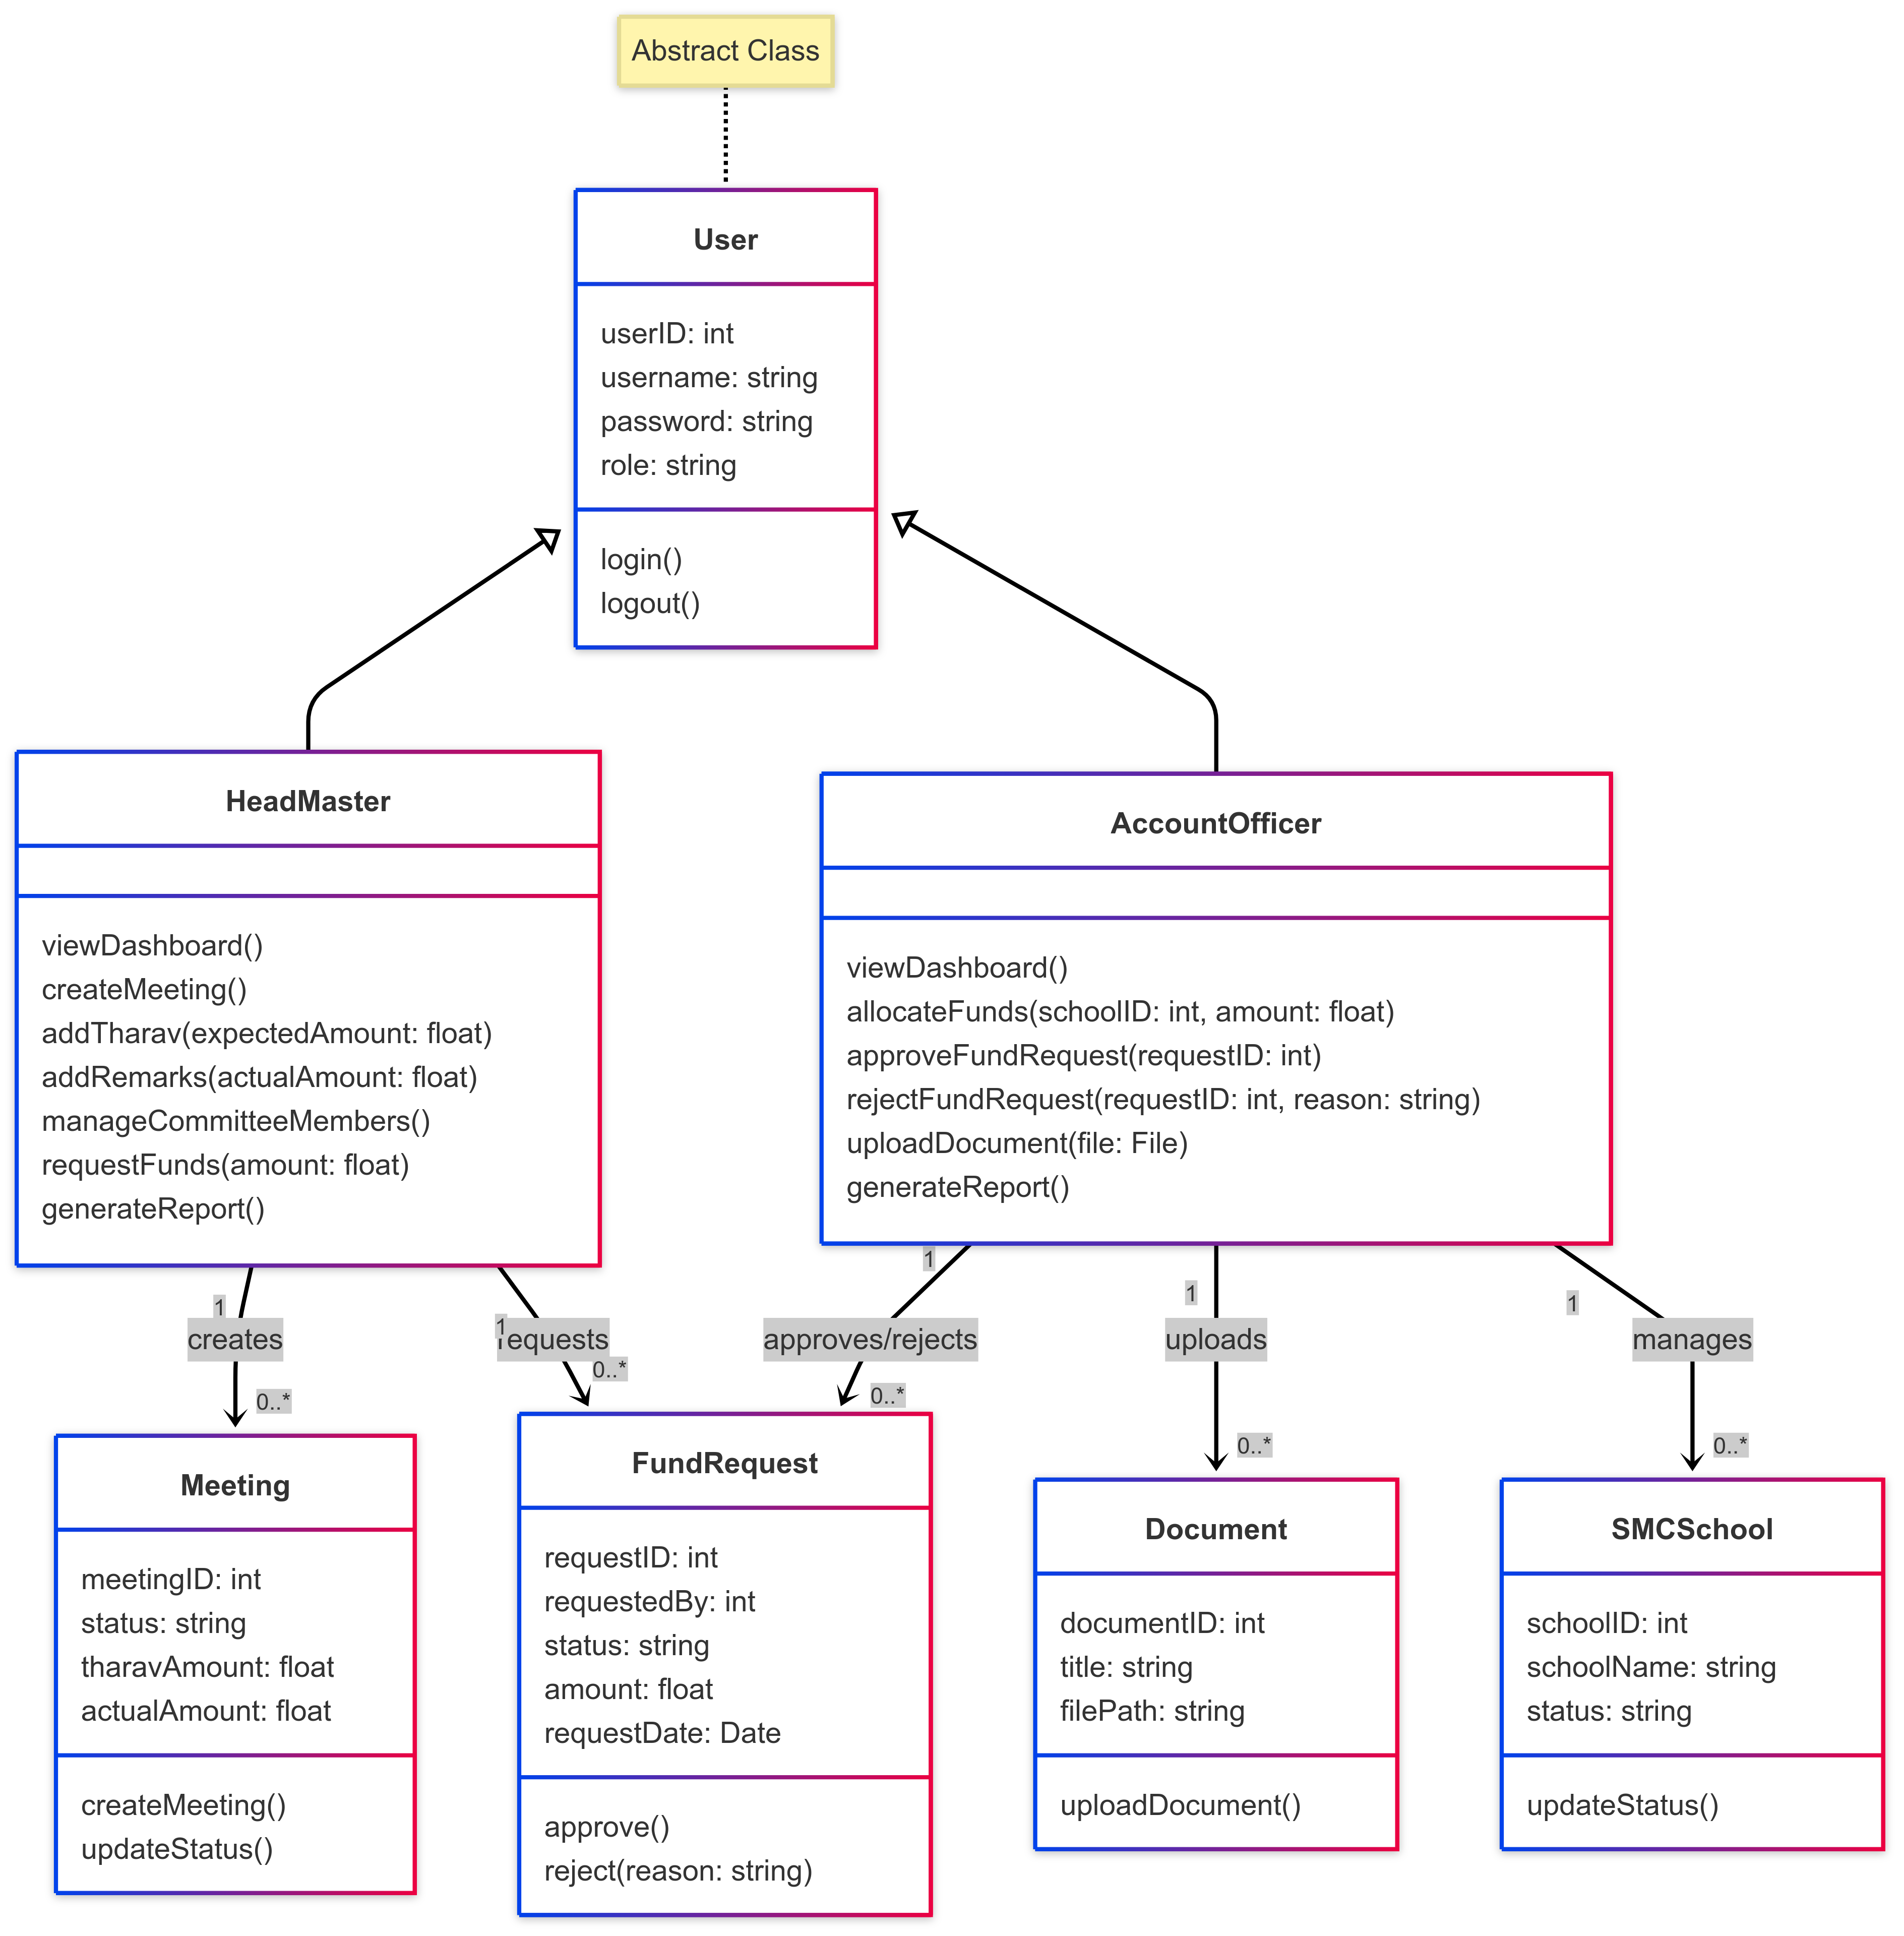 Abstract Class
User
userID: int
username: string
password: string
role: string
login()
logout()
HeadMaster
viewDashboard()
createMeeting()
addTharav(expectedAmount: float)
addRemarks(actualAmount: float)
manageCommitteeMembers()
requestFunds(amount: float)
generateReport()
AccountOfficer
viewDashboard()
allocateFunds(schoolID: int, amount: float)
approveFundRequest(requestID: int)
rejectFundRequest(requestID: int, reason: string)
uploadDocument(file: File)
generateReport()
1
creates
0..*
1
requests
0..*
1
approves/rejects
0..*
1
uploads
0..*
1
manages
0..*
Meeting
meetingID: int
status: string
tharavAmount: float
actualAmount: float
createMeeting()
updateStatus()
FundRequest
requestID: int
requestedBy: int
status: string
amount: float
requestDate: Date
approve()
reject(reason: string)
Document
documentID: int
title: string
filePath: string
uploadDocument()
SMCSchool
schoolID: int
schoolName: string
status: string
updateStatus()